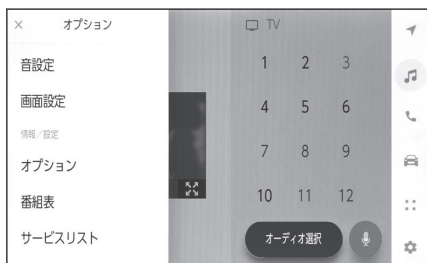 × オプション
音設定
画面設定
情報／設定
オプション
番組表
サービスリスト
TV
1 2 3
4 5 6
7 8 9
10 11 12
オーディオ選択